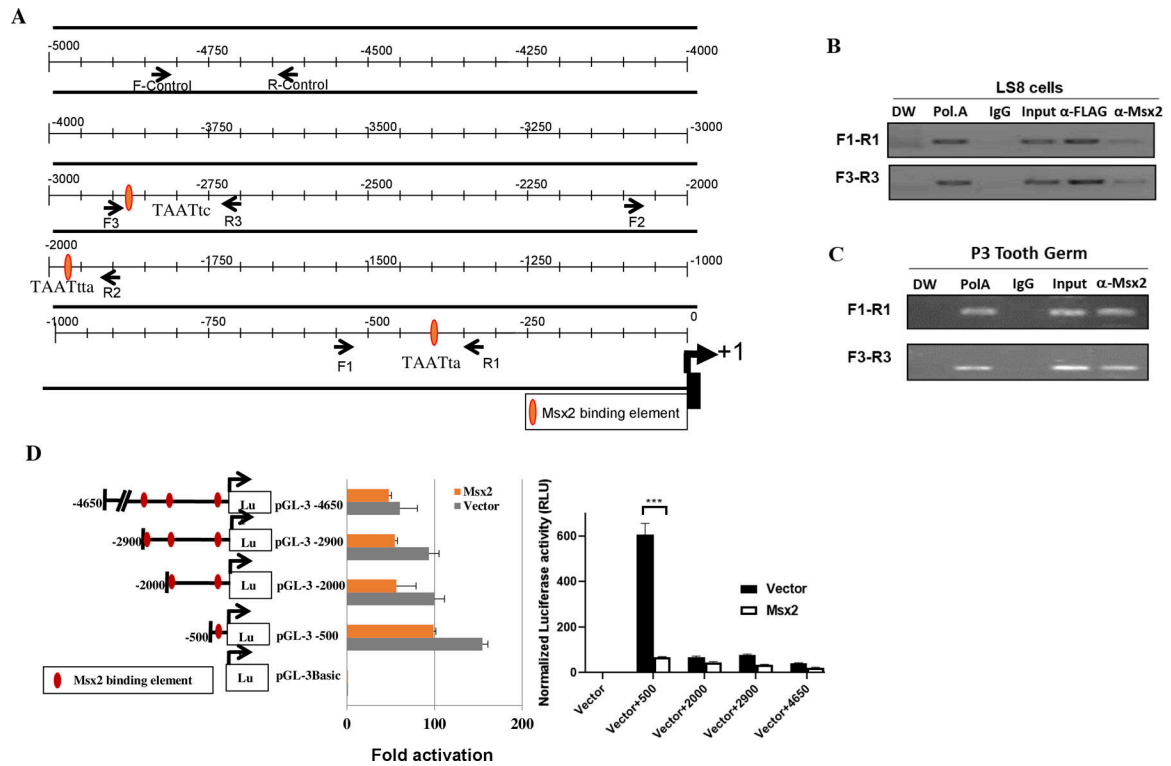 A
-5000 -4750 -4500 -4250 -4000
F-Control R-Control
-4000 -3750 -3500 -3250 -3000
-3000 -2750 -2500 -2250 -2000
F3 TAATtc R3 F2
-2000 -1750 -1500 -1250 -1000
TAATtta R2
-1000 -750 -500 -250 0
F1 TAATta R1 +1
Msx2 binding element
B
LS8 cells
DW Pol.A IgG Input α-FLAG α-Msx2
F1-R1
F3-R3
C
P3 Tooth Germ
DW PolA IgG Input α-Msx2
F1-R1
F3-R3
D
-4650 Lu pGL-3 -4650
-2900 Lu pGL-3 -2900
-2000 Lu pGL-3 -2000
-500 Lu pGL-3 -500
Lu pGL-3Basic
Msx2 binding element
Msx2
Vector
0 100 200
Fold activation
Normalized Luciferase activity (RLU)
600
400
200
0
***
Vector
Msx2
Vector
Vector+500
Vector+2000
Vector+2900
Vector+4650